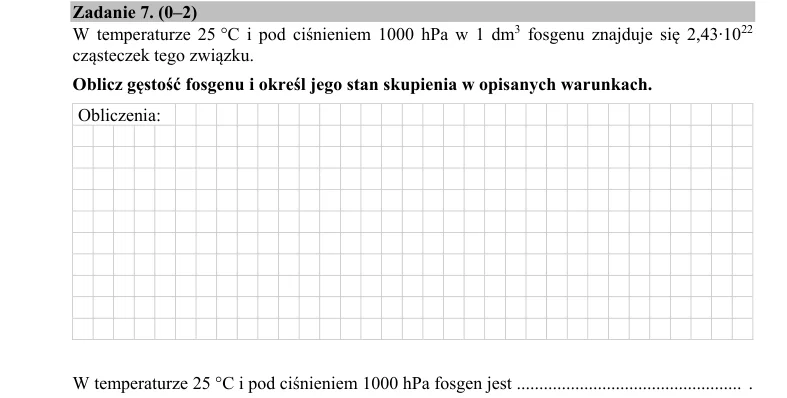 Zadanie 7. (0–2)
W temperaturze 25 °C i pod ciśnieniem 1000 hPa w 1 dm³ fosgenu znajduje się 2,43·10²²
cząsteczek tego związku.
Oblicz gęstość fosgenu i określ jego stan skupienia w opisanych warunkach.
Obliczenia:
W temperaturze 25 °C i pod ciśnieniem 1000 hPa fosgen jest .................................................. .